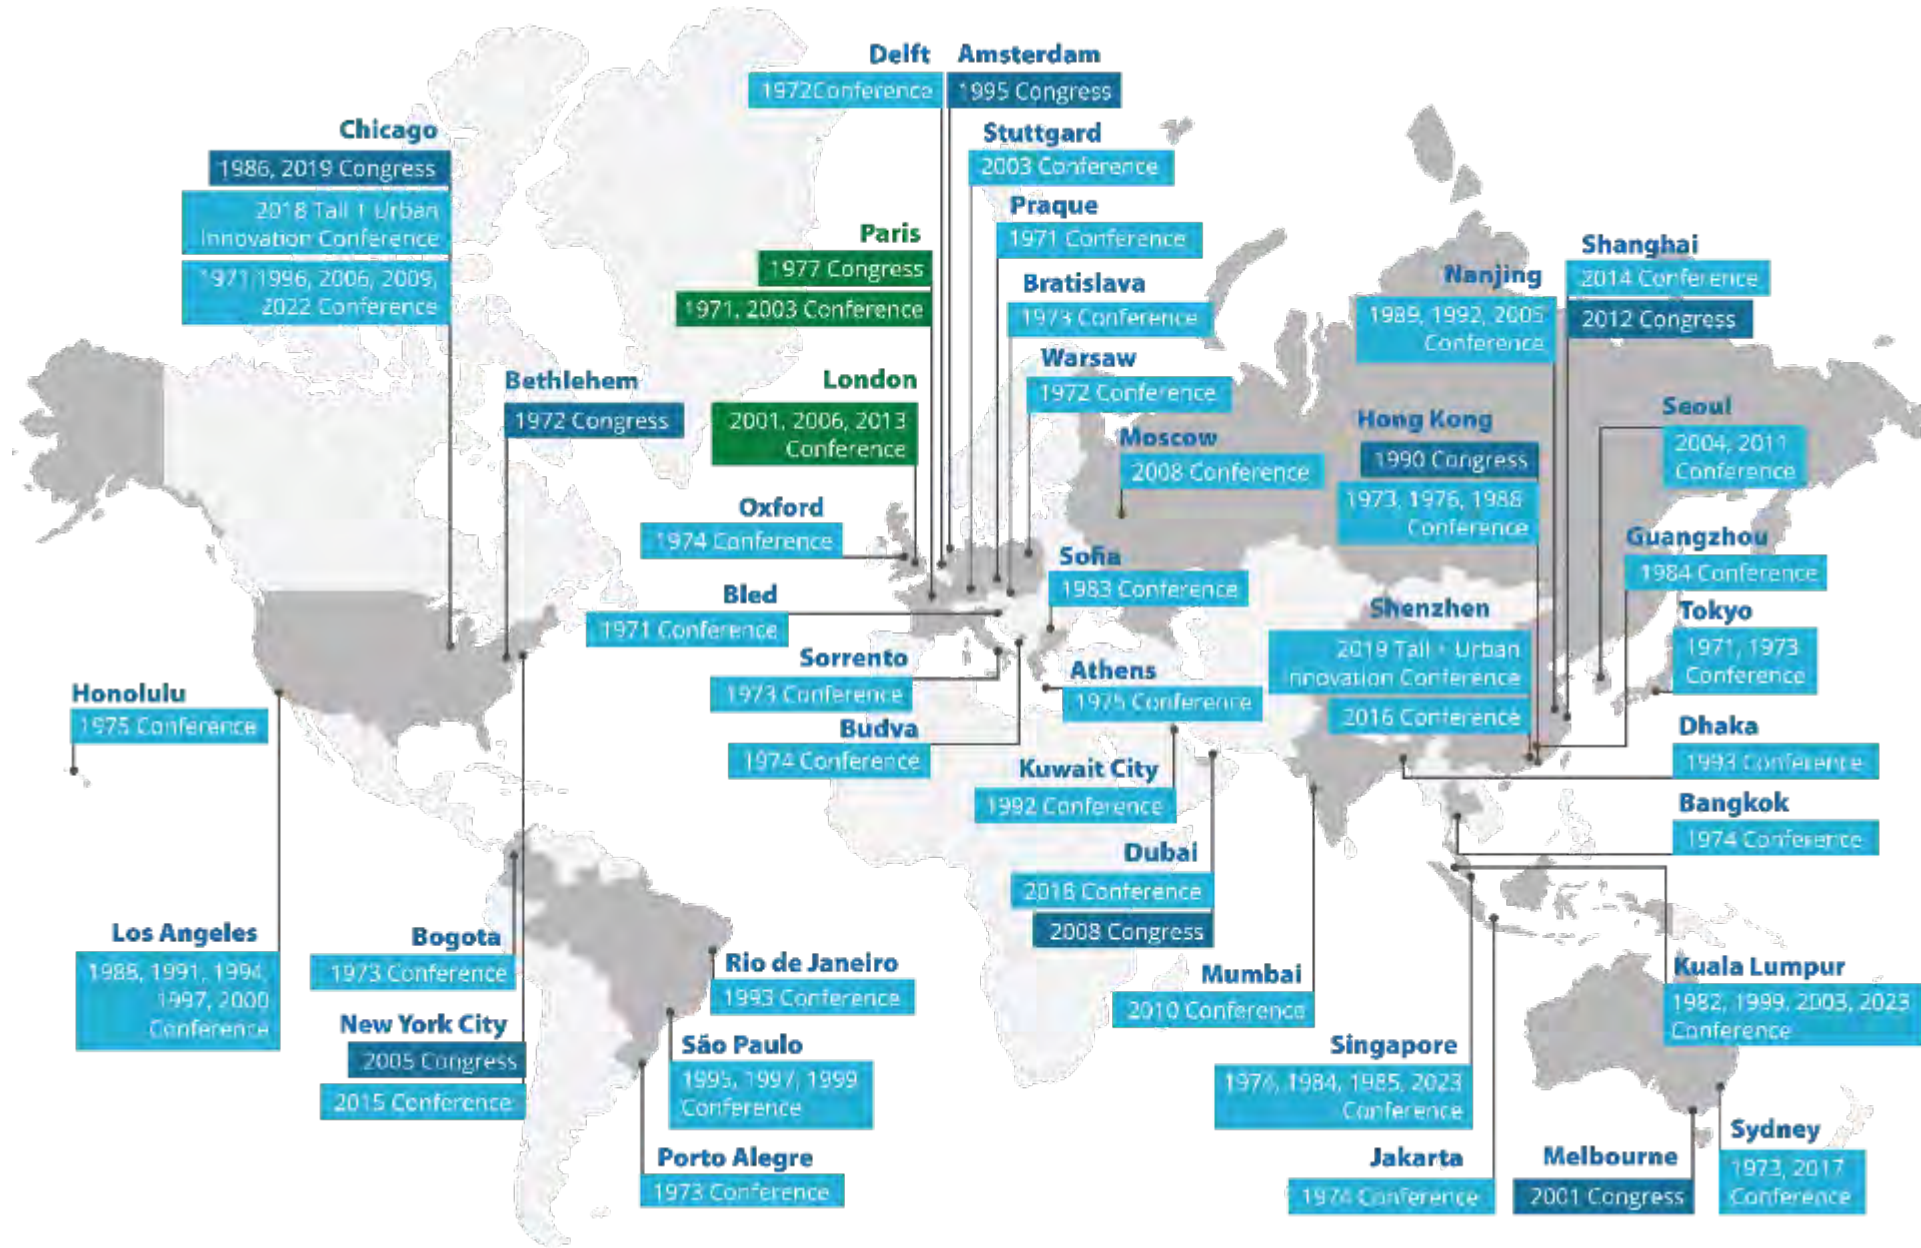 Delft
1972Conference
Amsterdam
1995 Congress
Chicago
1986, 2019 Congress
2018 Tall + Urban
Innovation Conference
1971 1996, 2006, 2009,
2022 Conference
Stuttgard
2003 Conference
Praque
1971 Conference
Paris
1977 Congress
1971, 2003 Conference
Bratislava
1973 Conference
Shanghai
2014 Conference
2012 Congress
Nanjing
1989, 1992, 2005
Conference
Warsaw
1972 Conference
Bethlehem
1972 Congress
London
2001, 2006, 2013
Conference
Moscow
2008 Conference
Hong Kong
1990 Congress
1973, 1976, 1988
Conference
Seoul
2004, 2011
Conference
Oxford
1974 Conference
Guangzhou
1984 Conference
Sofia
1983 Conference
Bled
1971 Conference
Shenzhen
2019 Tall + Urban
nnovation Conference
2016 Conference
Tokyo
1971, 1973
Conference
Sorrento
1973 Conference
Athens
1975 Conference
Honolulu
1975 Conference
Budva
1974 Conference
Dhaka
1993 Conference
Kuwait City
1992 Conference
Bangkok
1974 Conference
Dubai
Conference
2008 Congress
Los Angeles
1991, 1994,
1997, 2000
Conference
Bogota
1973 Conference
Rio de Janeiro
1993 Conference
Mumbai
2010 Conference
Kuala Lumpur
1982, 1999, 2003, 2023
Conference
New York City
2005 Congress
2015 Conference
São Paulo
1995, 1997, 1999
Conference
Singapore
1974, 1984, 1985, 2023
Conference
Porto Alegre
1973 Conference
Jakarta
1974 Conference
Melbourne
2001 Congress
Sydney
1973, 2017
Conference